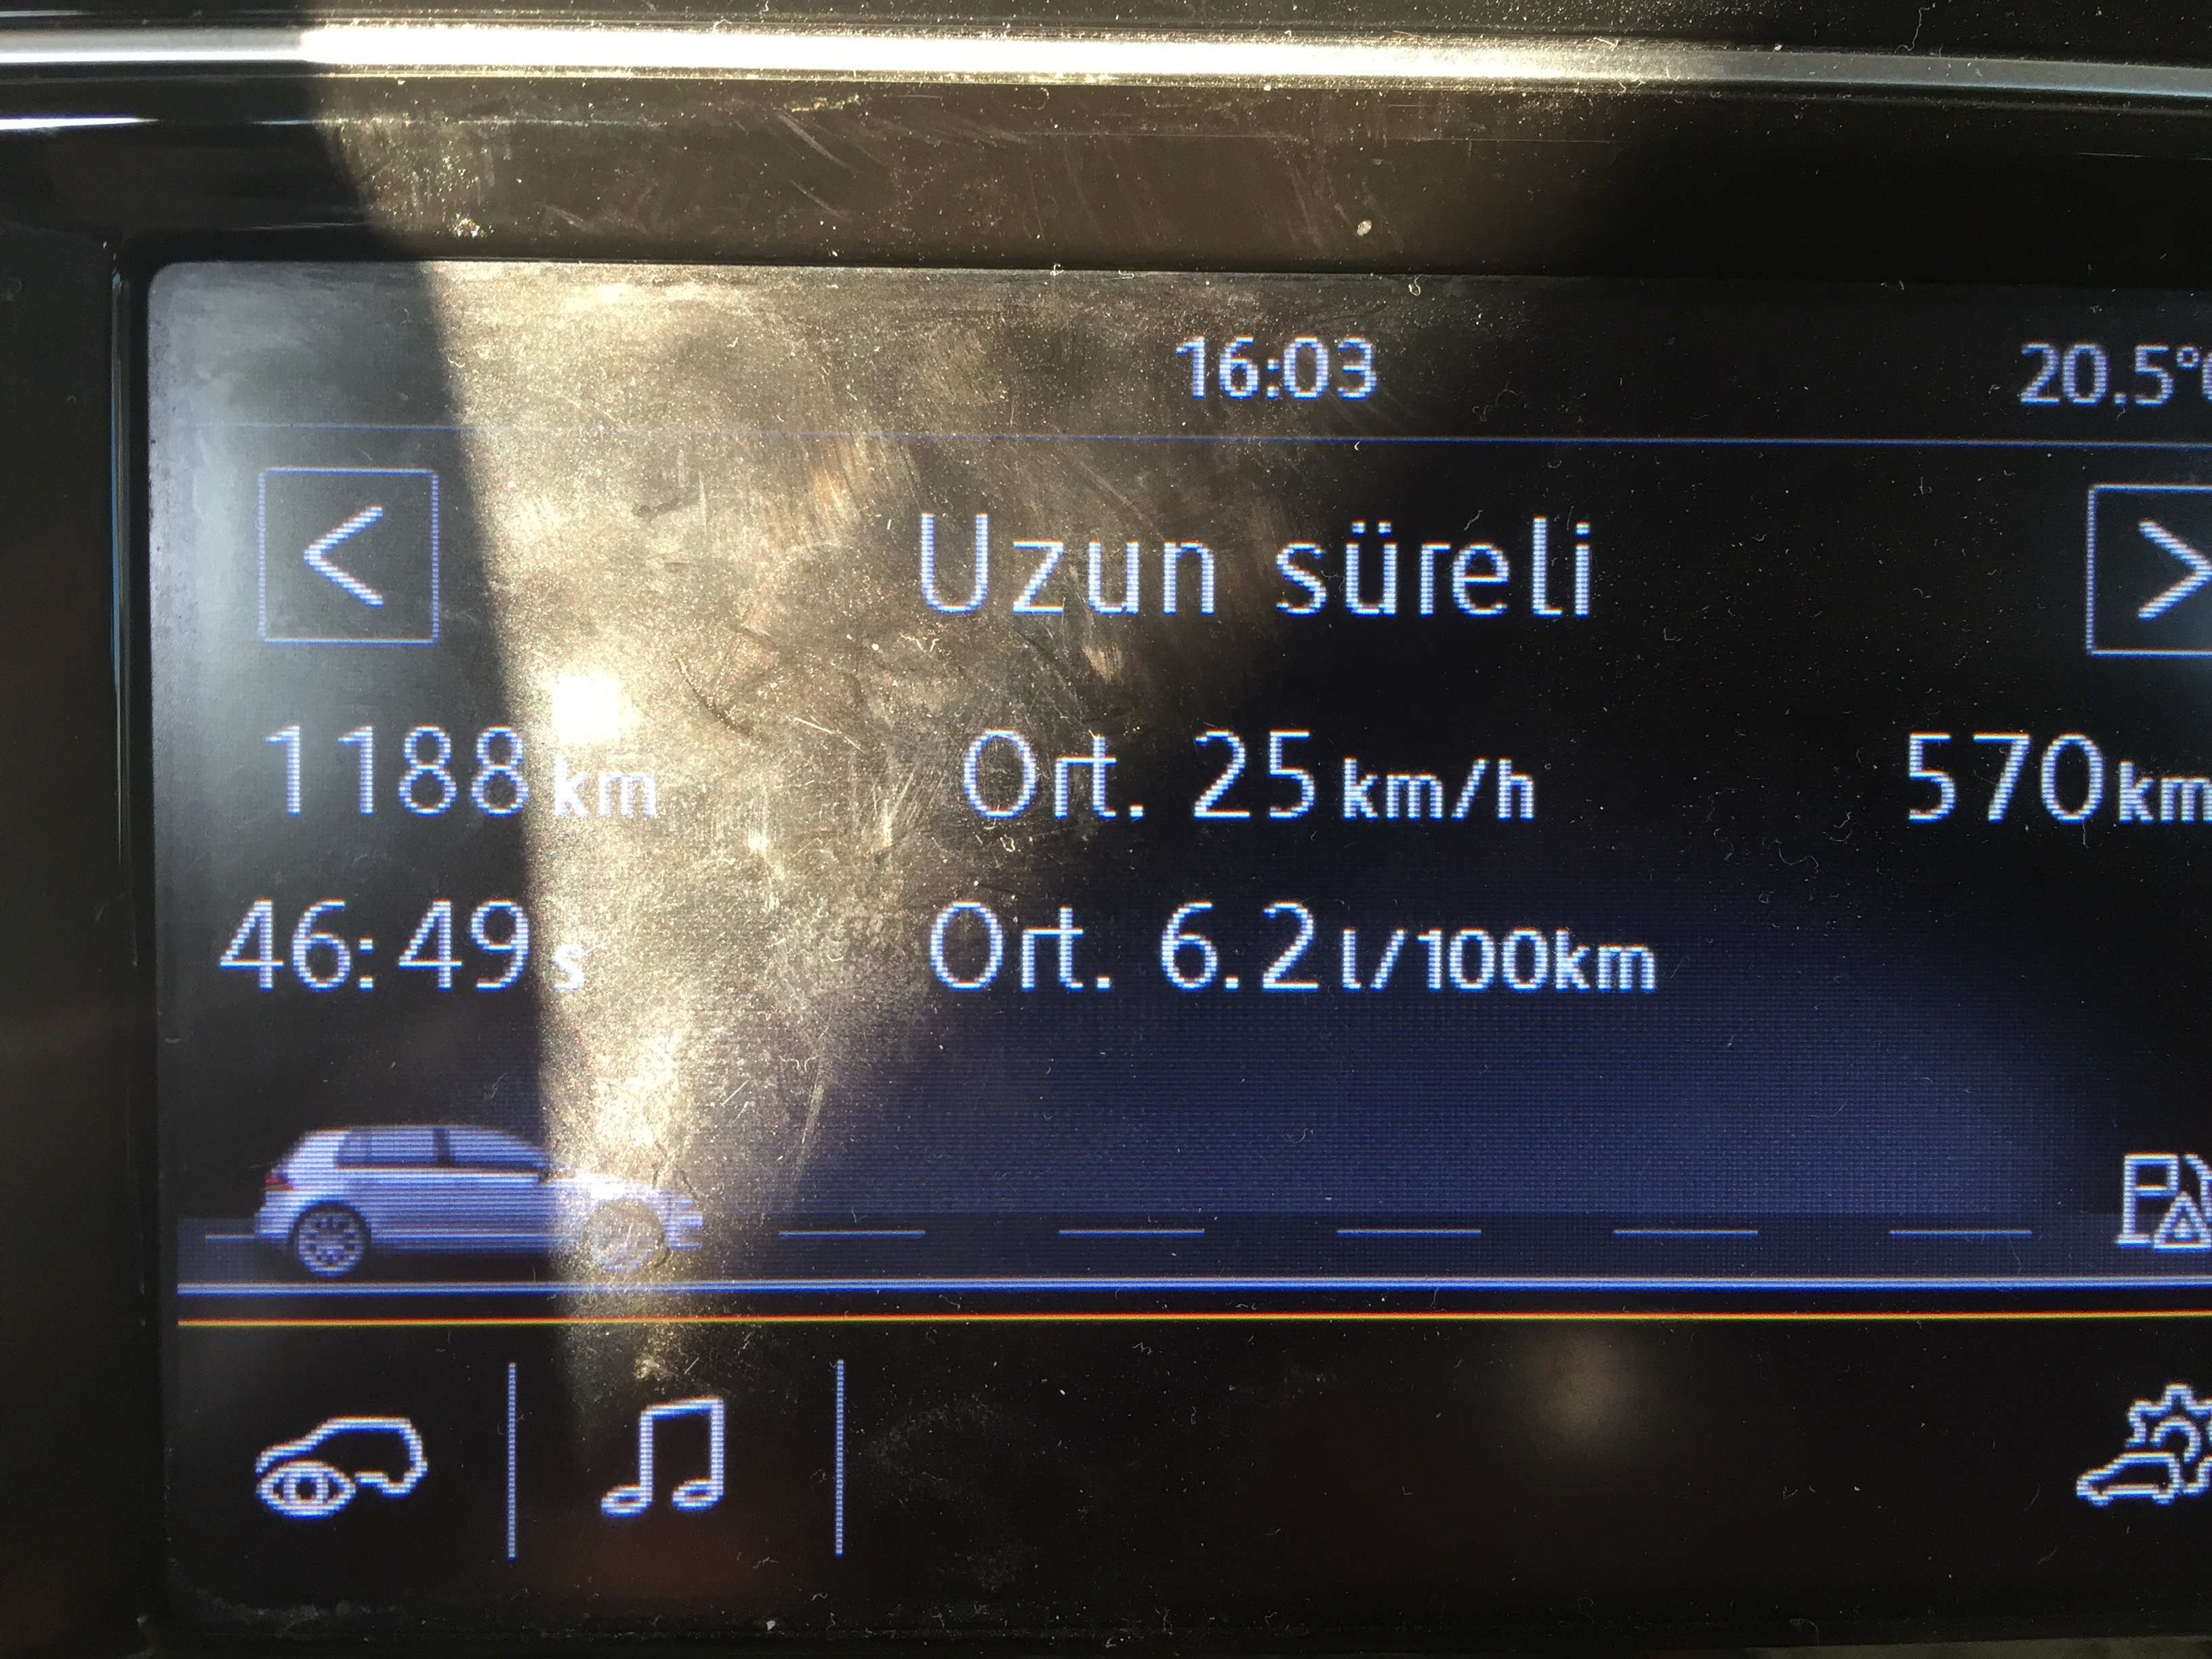 16:03 20.5°
< Uzun süreli >
1188 km Ort. 25 km/h 570 km
46:49 s Ort. 6.2 l/100km